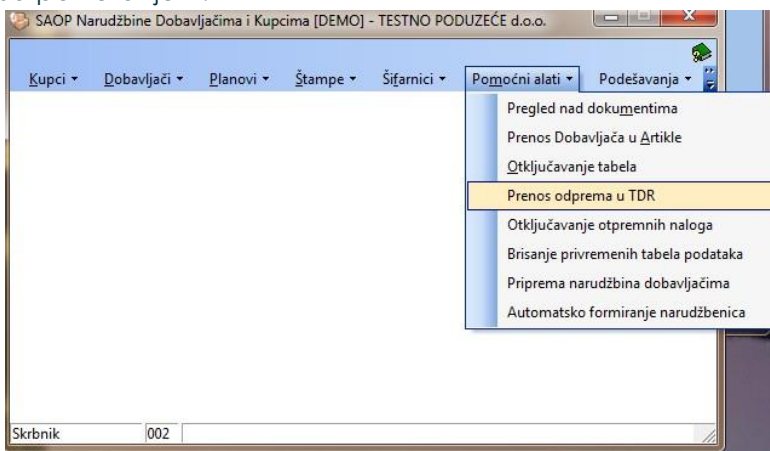 SAOP Narudžbine Dobavljačima i Kupcima [DEMO] - TESTNO PODUZEĆE d.o.o.
Kupci Dobavljači Planovi Štampe Šifarnici Pomoćni alati Podešavanja
Pregled nad dokumentima
Prenos Dobavljača u Artikle
Otključavanje tabela
Prenos odprema u TDR
Otključavanje otpremnih naloga
Brisanje privremenih tabela podataka
Priprema narudžbina dobavljačima
Automatsko formiranje narudžbenica
Skrbnik 002